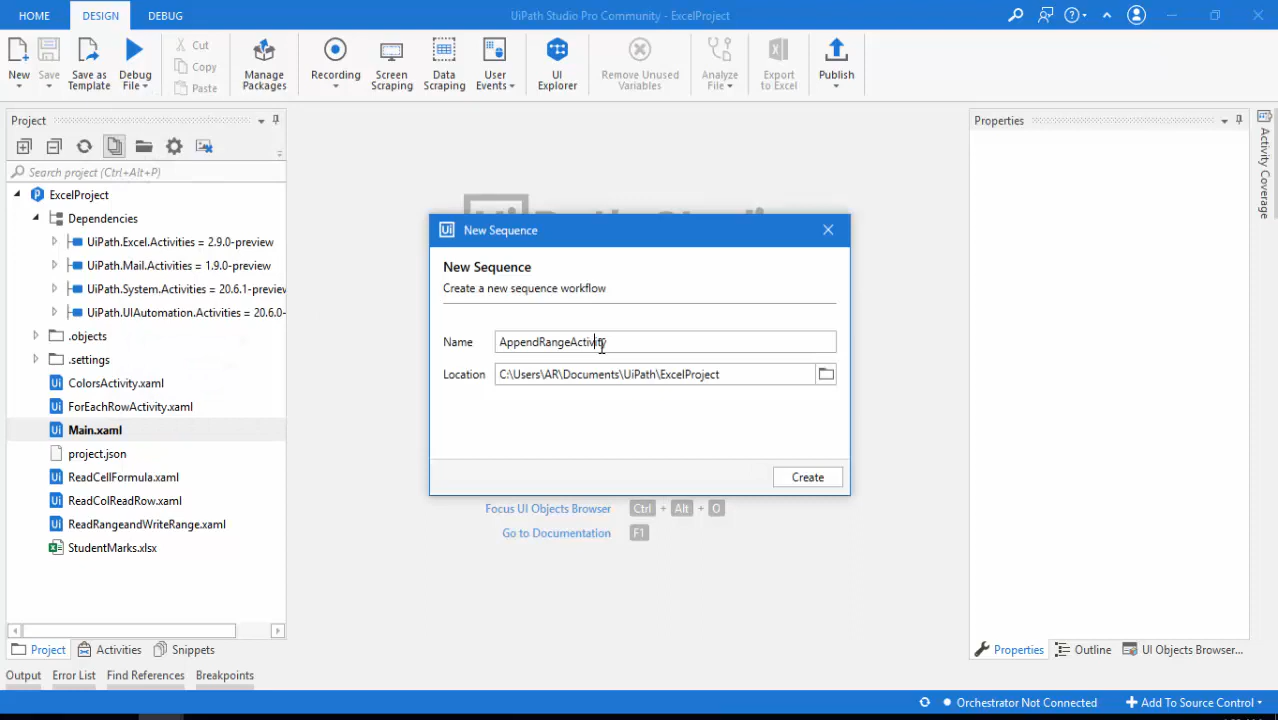 HOME DESIGN DEBUG
UiPath Studio Pro Community - ExcelProject
New
Save
Save as Template
Debug File
Cut
Copy
Paste
Manage Packages
Recording
Screen Scraping
Data Scraping
User Events
UI Explorer
Remove Unused Variables
Analyze File
Export to Excel
Publish
Project
Search project (Ctrl+Alt+P)
ExcelProject
Dependencies
UiPath.Excel.Activities = 2.9.0-preview
UiPath.Mail.Activities = 1.9.0-preview
UiPath.System.Activities = 20.6.1-preview
UiPath.UIAutomation.Activities = 20.6.0-
.objects
.settings
ColorsActivity.xaml
ForEachRowActivity.xaml
Main.xaml
project.json
ReadCellFormula.xaml
ReadColReadRow.xaml
ReadRangeandWriteRange.xaml
StudentMarks.xlsx
Project Activities Snippets
Output Error List Find References Breakpoints
New Sequence
New Sequence
Create a new sequence workflow
Name AppendRangeActivity
Location C:\Users\AR\Documents\UiPath\ExcelProject
Create
Focus UI Objects Browser Ctrl + Alt + O
Go to Documentation F1
Properties
Activity Coverage
Properties Outline UI Objects Browser...
Orchestrator Not Connected Add To Source Control